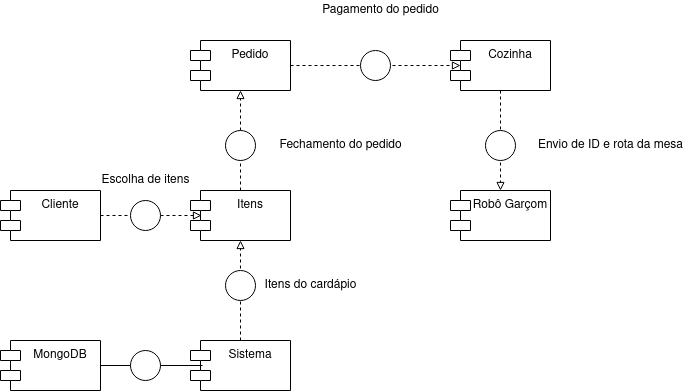 Pagamento do pedido
Pedido
Cozinha
Fechamento do pedido
Envio de ID e rota da mesa
Escolha de itens
Cliente
Itens
Robô Garçom
Itens do cardápio
MongoDB
Sistema